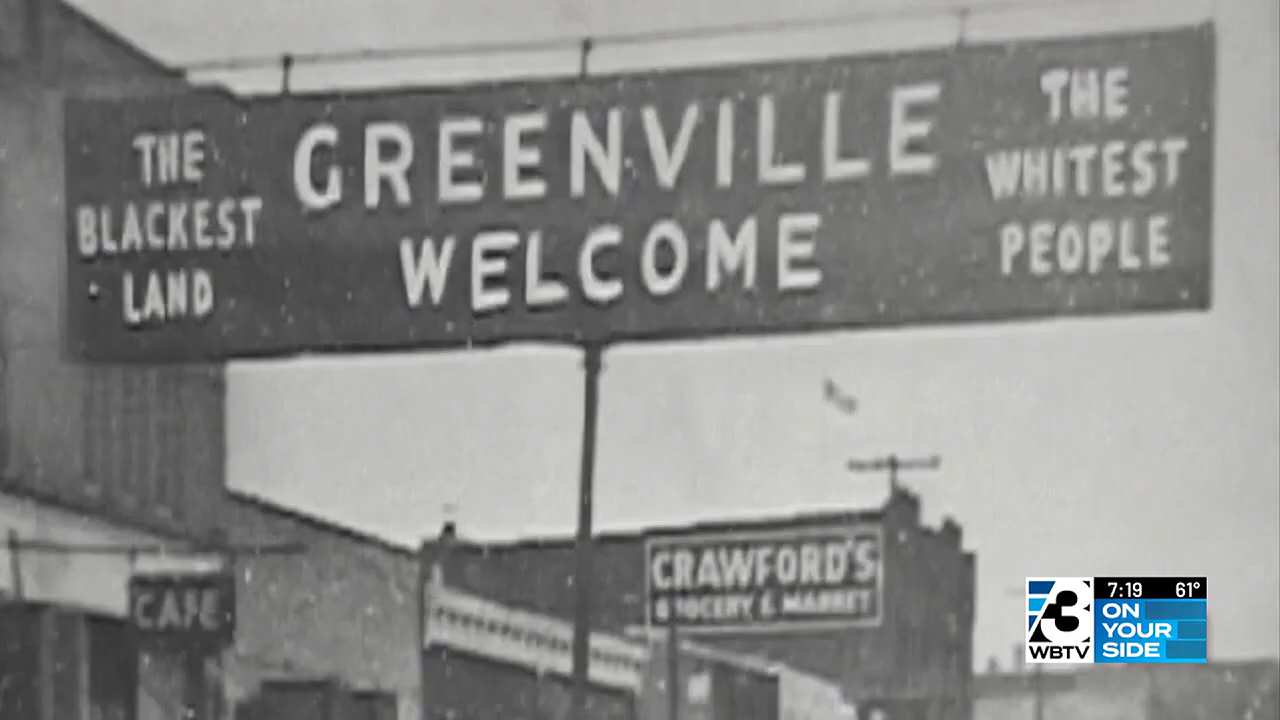 THE
BLACKEST
LAND
GREENVILLE
WELCOME
THE
WHITEST
PEOPLE
CAFE
CRAWFORD'S
GROCERY & MARKET
3
WBTV
7:19 61°
ON
YOUR
SIDE